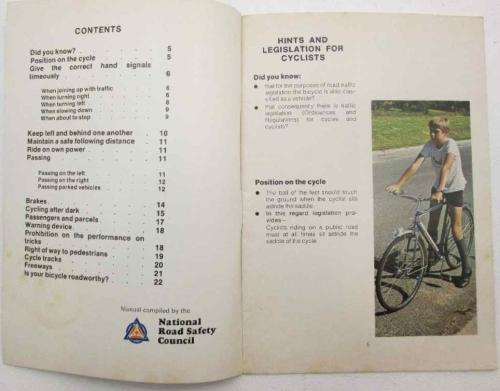 CONTENTS
Did you know? . . . . . 5
Position on the cycle . . . . . 5
Give the correct hand signals
timeously . . . . . 6
When joining up with traffic . . . . 6
When turning right . . . . 6
When turning left . . . . 8
When slowing down . . . . 9
When about to stop . . . . 9
Keep left and behind one another . . 10
Maintain a safe following distance . . 11
Ride on own power . . . . . 11
Passing
Passing on the left . . . . 11
Passing on the right . . . . 12
Passing parked vehicles . . . . 12
Brakes . . . . . 14
Cycling after dark . . . . . 15
Passengers and parcels . . . . 17
Warning device . . . . . 18
Prohibition on the performance on
tricks . . . . . 18
Right of way to pedestrians . . . 19
Cycle tracks . . . . . 20
Freeways . . . . . 21
Is your bicycle roadworthy? . . . 22
Manual compiled by the
National
Road Safety
Council
HINTS AND
LEGISLATION FOR
CYCLISTS
Did you know:
● that for the purposes of road traffic
legislation the bicycle is also clas-
sified as a vehicle?
● that consequently there is traffic
legislation (Ordinances and
Regulations) for cycles and
cyclists?
Position on the cycle
● The ball of the feet should touch
the ground when the cyclist sits
astride the saddle.
● In this regard legislation pro-
vides—
Cyclists riding on a public road
must at all times sit astride the
saddle of the cycle.